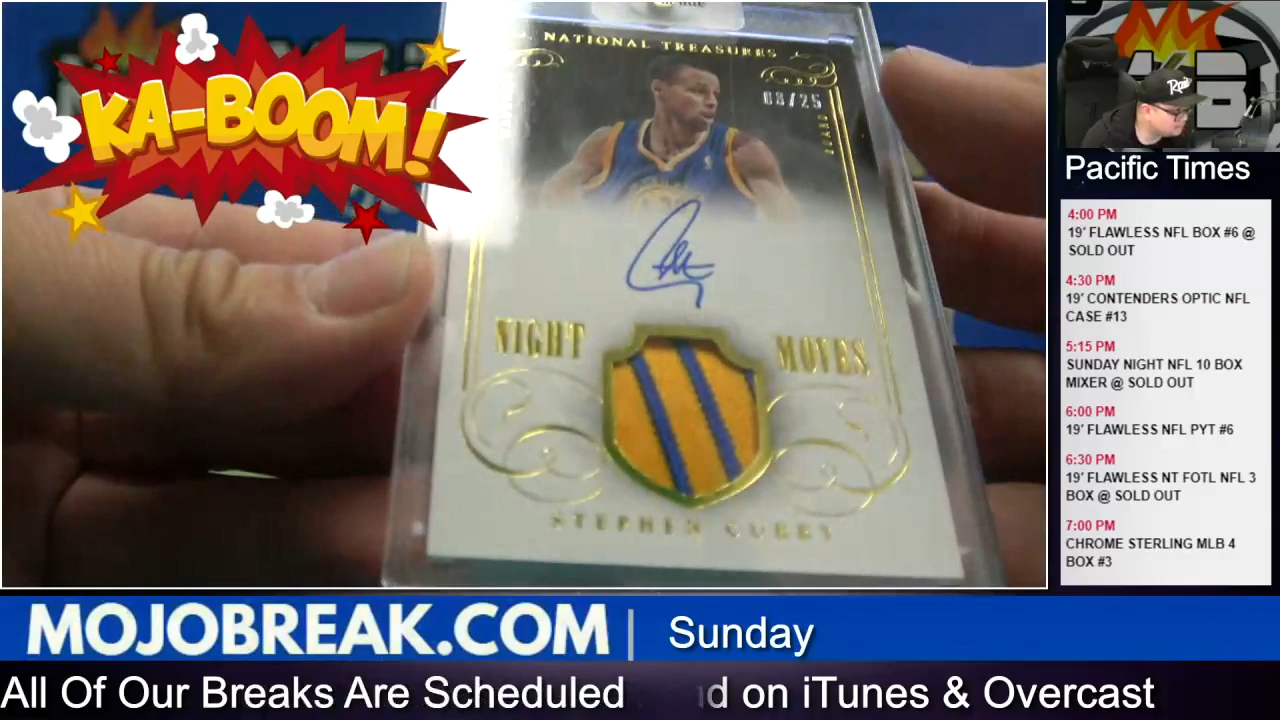 KA-BOOM!
NATIONAL TREASURES
03/25
NIGHT MOVES
STEPHEN CURRY
Pacific Times
4:00 PM
19' FLAWLESS NFL BOX #6 @
SOLD OUT
4:30 PM
19' CONTENDERS OPTIC NFL
CASE #13
5:15 PM
SUNDAY NIGHT NFL 10 BOX
MIXER @ SOLD OUT
6:00 PM
19' FLAWLESS NFL PYT #6
6:30 PM
19' FLAWLESS NT FOTL NFL 3
BOX @ SOLD OUT
7:00 PM
CHROME STERLING MLB 4
BOX #3
MOJOBREAK.COM | Sunday
All Of Our Breaks Are Scheduled d on iTunes & Overcast